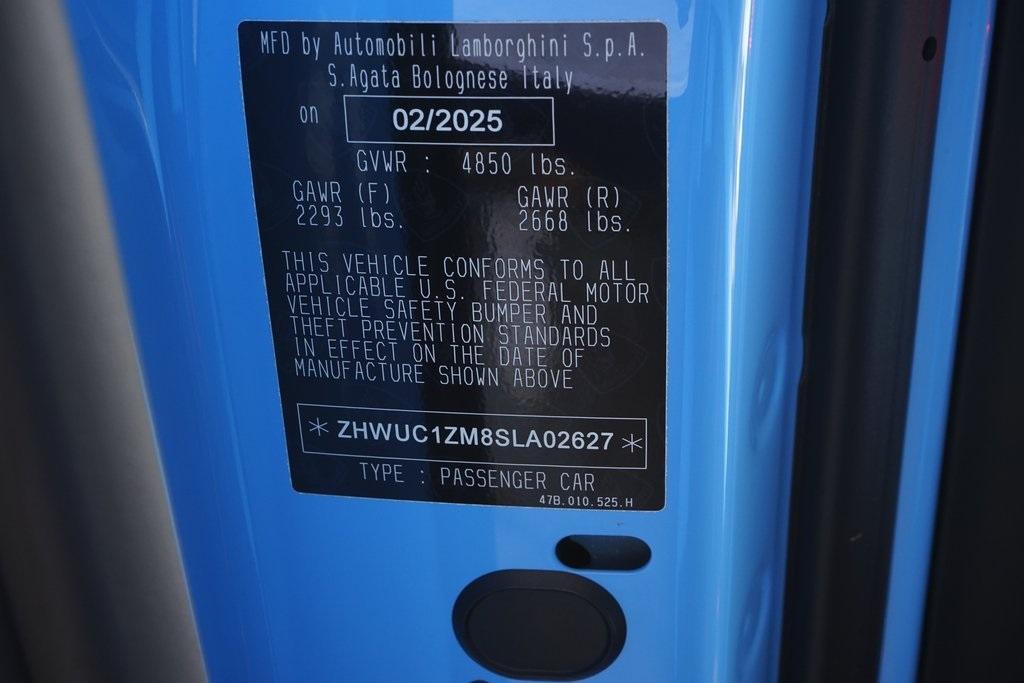 MFD by Automobili Lamborghini S.p.A.
S.Agata Bolognese Italy
on 02/2025
GVWR : 4850 lbs.
GAWR (F) GAWR (R)
2293 lbs. 2668 lbs.
THIS VEHICLE CONFORMS TO ALL
APPLICABLE U.S. FEDERAL MOTOR
VEHICLE SAFETY BUMPER AND
THEFT PREVENTION STANDARDS
IN EFFECT ON THE DATE OF
MANUFACTURE SHOWN ABOVE
* ZHWUC1ZM8SLA02627 *
TYPE : PASSENGER CAR
47B.010.525.H